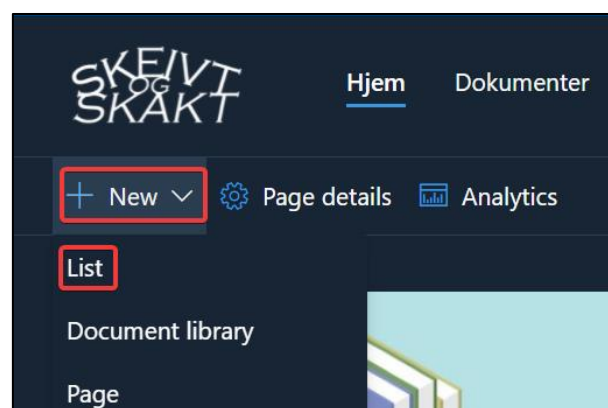 SKEIVT
OG
SKAKT
Hjem Dokumenter
New Page details Analytics
List
Document library
Page